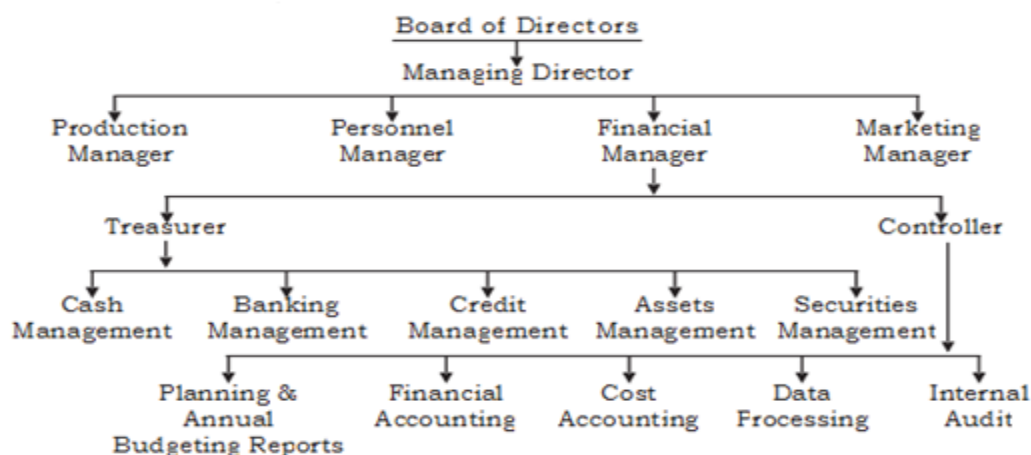 Board of Directors
Managing Director
Production
Manager
Personnel
Manager
Financial
Manager
Marketing
Manager
Treasurer
Controller
Cash
Management
Banking
Management
Credit
Management
Assets
Management
Securities
Management
Planning &
Annual
Budgeting Reports
Financial
Accounting
Cost
Accounting
Data
Processing
Internal
Audit